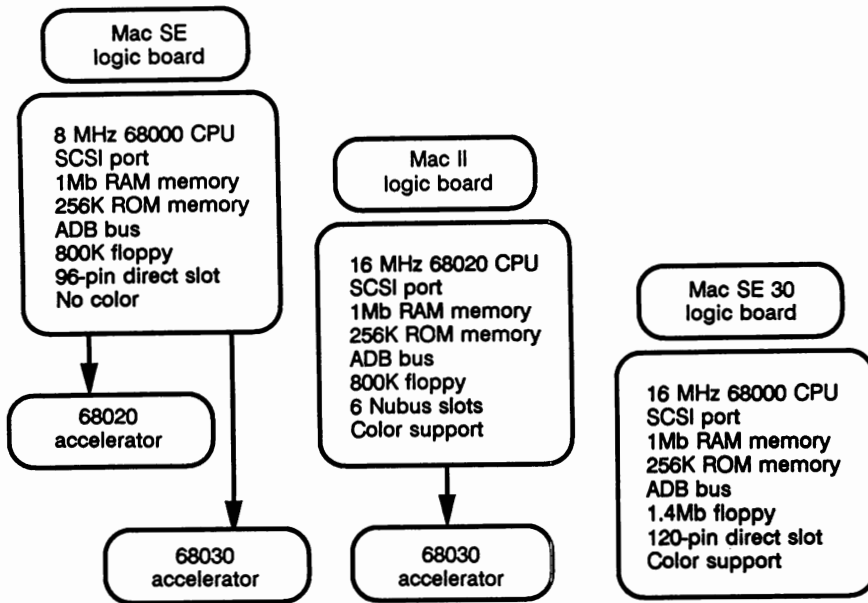 Mac SE
logic board
8 MHz 68000 CPU
SCSI port
1Mb RAM memory
256K ROM memory
ADB bus
800K floppy
96-pin direct slot
No color
68020
accelerator
68030
accelerator
Mac II
logic board
16 MHz 68020 CPU
SCSI port
1Mb RAM memory
256K ROM memory
ADB bus
800K floppy
6 Nubus slots
Color support
68030
accelerator
Mac SE 30
logic board
16 MHz 68000 CPU
SCSI port
1Mb RAM memory
256K ROM memory
ADB bus
1.4Mb floppy
120-pin direct slot
Color support